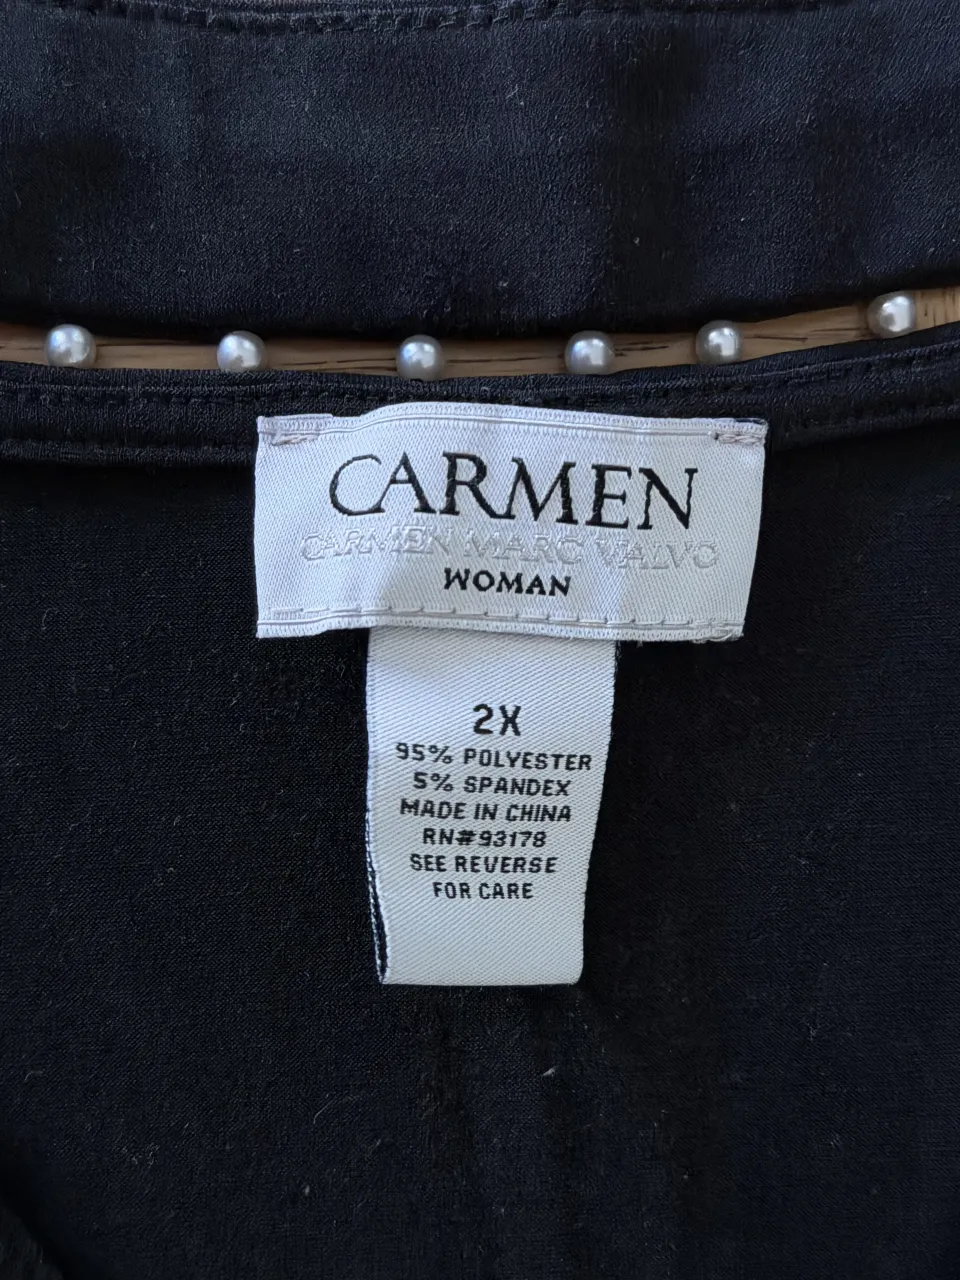 CARMEN
CARMEN MARC VALVO
WOMAN
2X
95% POLYESTER
5% SPANDEX
MADE IN CHINA
RN#93178
SEE REVERSE
FOR CARE